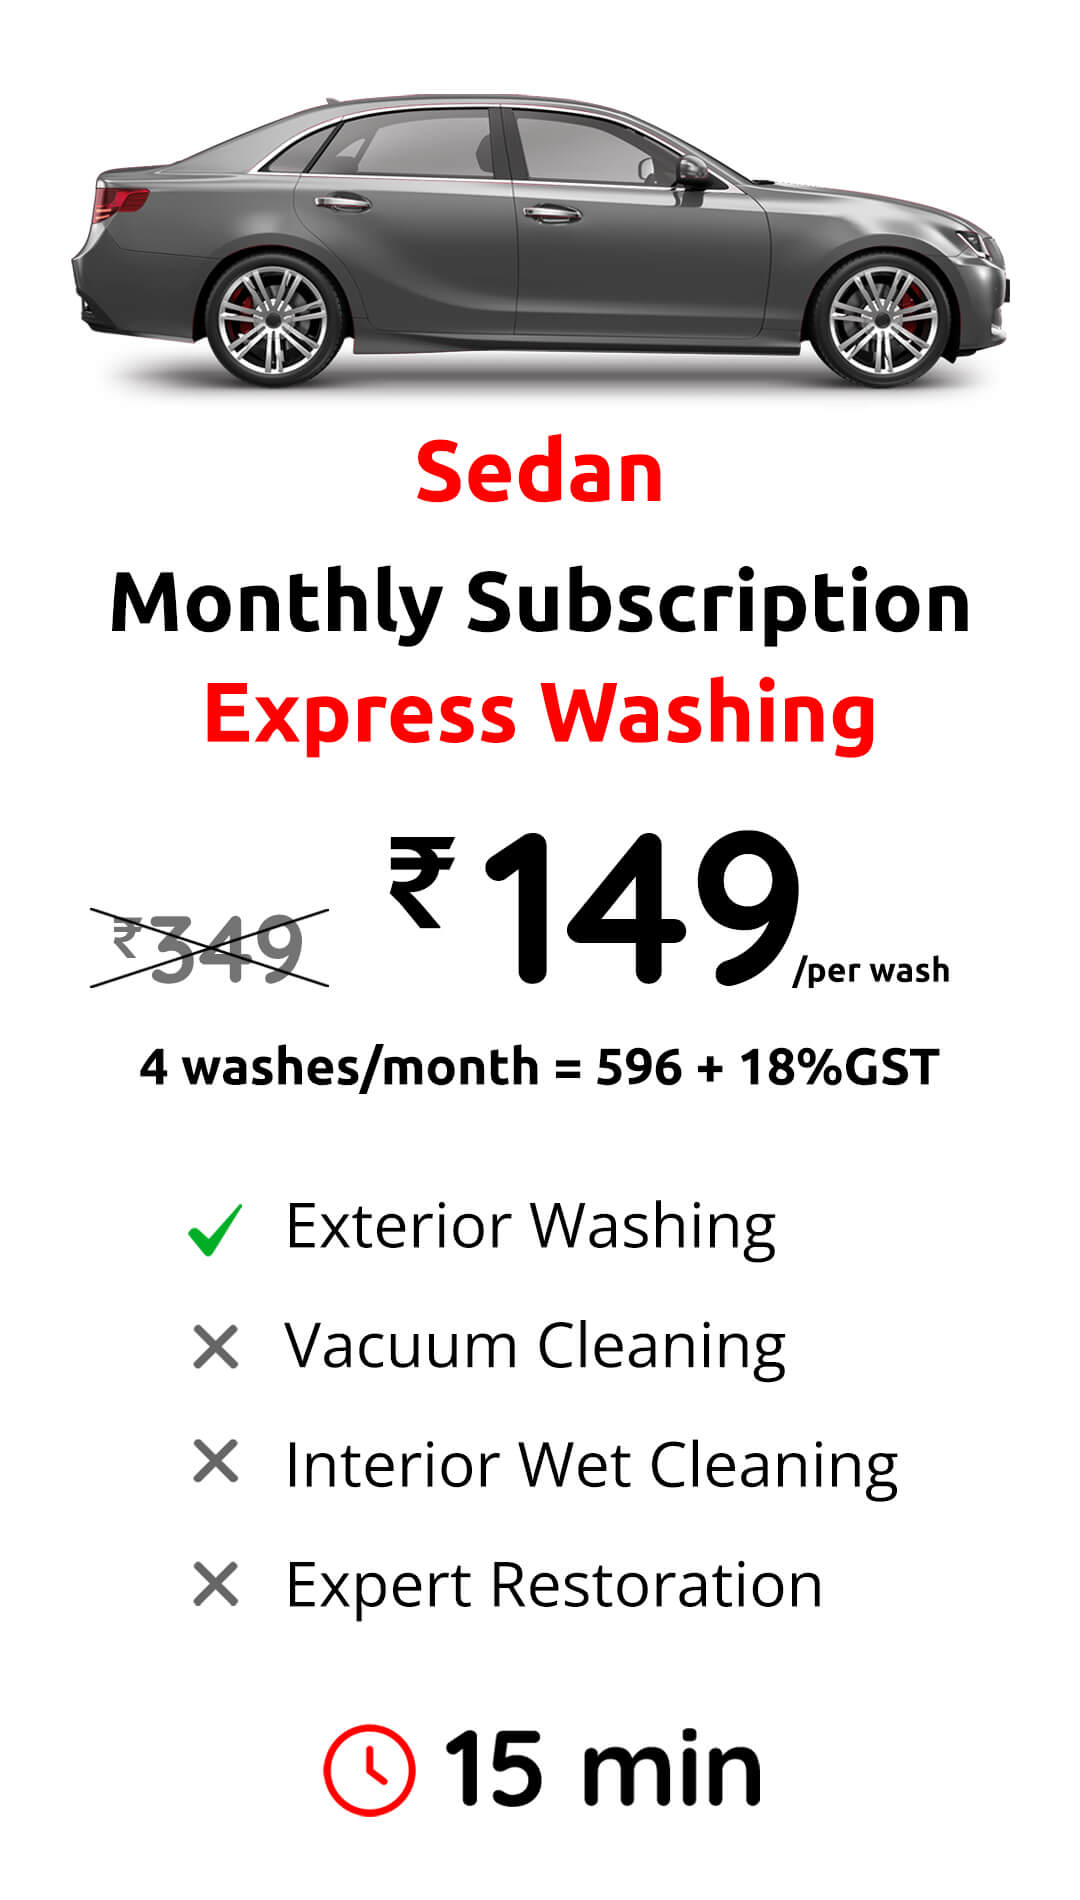 Sedan
Monthly Subscription
Express Washing
₹349
₹149/per wash
4 washes/month = 596 + 18%GST
Exterior Washing
Vacuum Cleaning
Interior Wet Cleaning
Expert Restoration
15 min